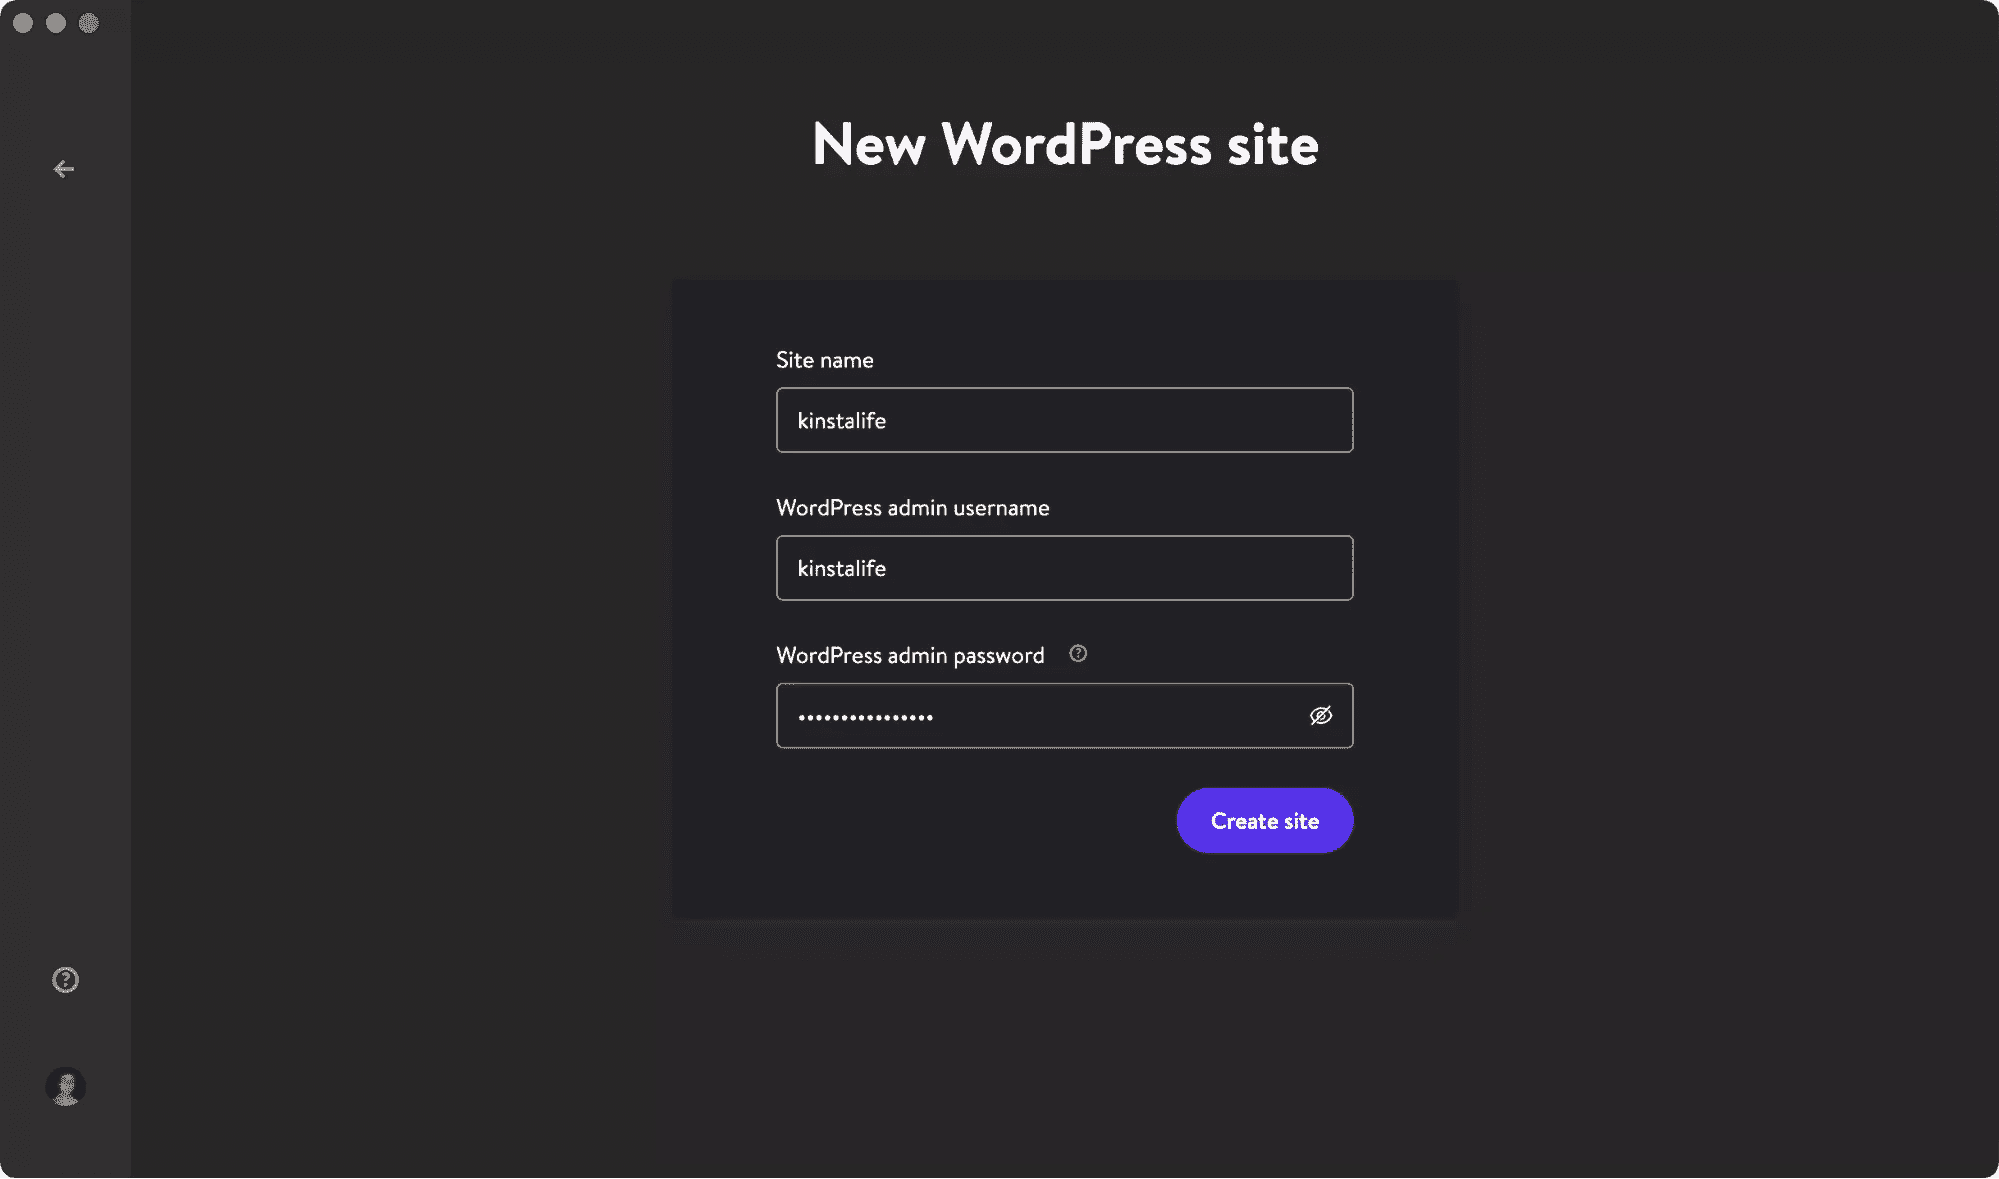 New WordPress site
Site name
kinstalife
WordPress admin username
kinstalife
WordPress admin password
••••••••••••••••
Create site